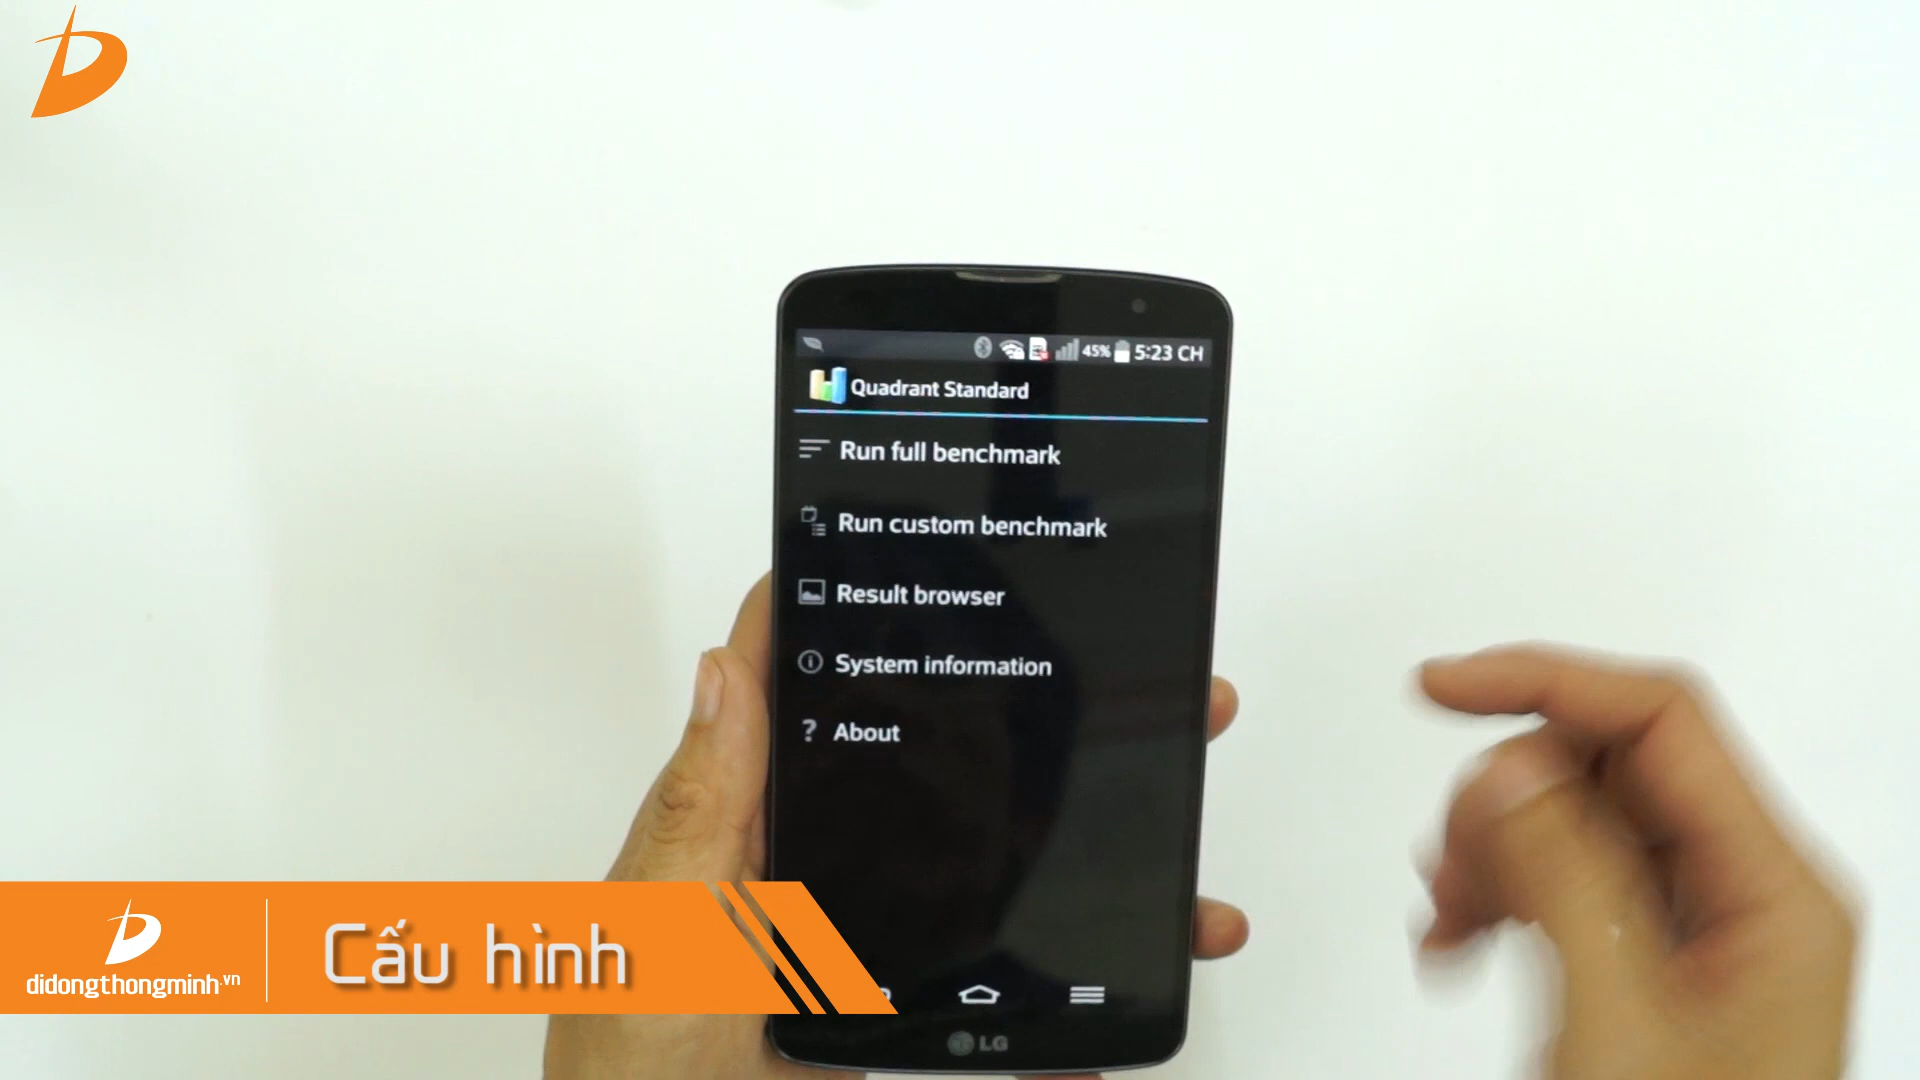 45% 5:23 CH
Quadrant Standard
Run full benchmark
Run custom benchmark
Result browser
System information
? About
LG
didongthongminh.vn
Cấu hình